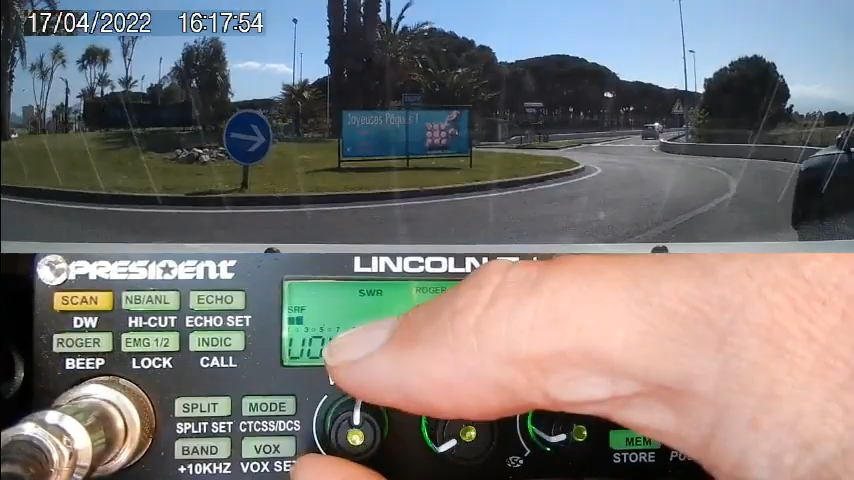 17/04/2022 16:17:54
Joyeuses Pâques !
PRESIDENT
LINCOLN
SCAN NB/ANL ECHO
DW HI-CUT ECHO SET
ROGER EMG 1/2 INDIC
BEEP LOCK CALL
SWR ROGER
SRF
SPLIT MODE
SPLIT SET CTCSS/DCS
BAND VOX
+10KHZ VOX SET
MEM
STORE